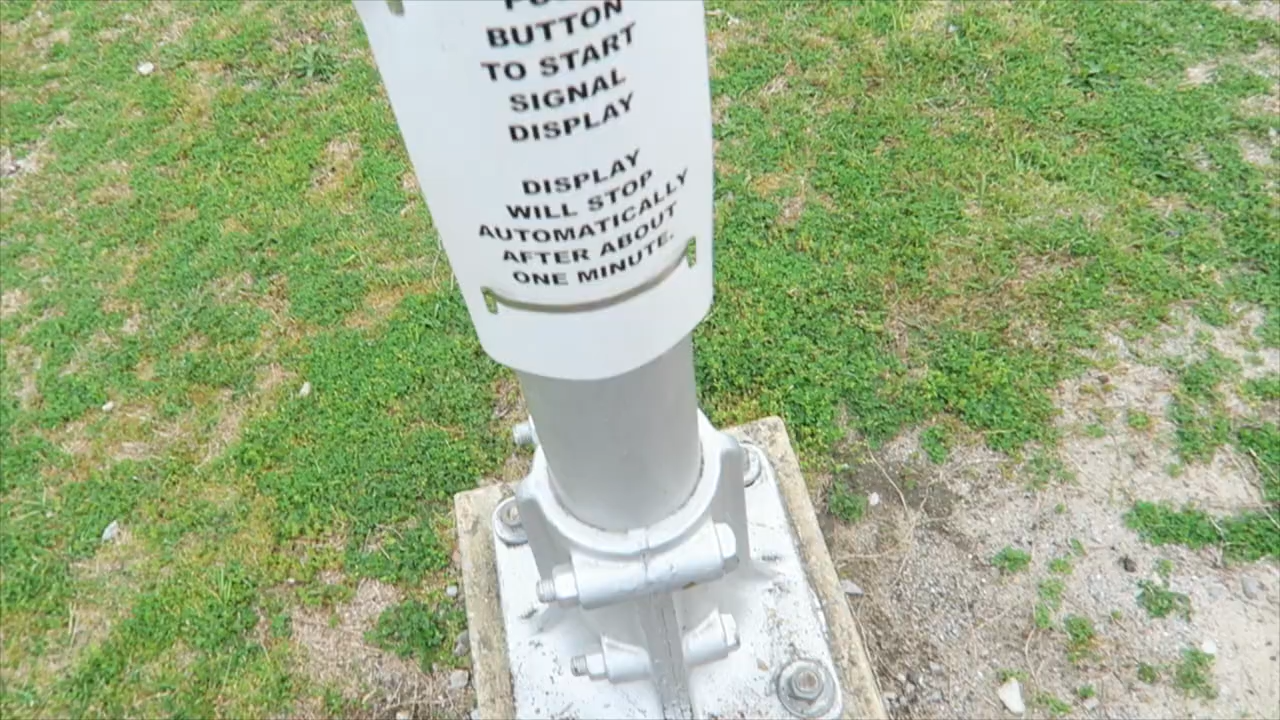 BUTTON
TO START
SIGNAL
DISPLAY
DISPLAY
WILL STOP
AUTOMATICALLY
AFTER ABOUT
ONE MINUTE.